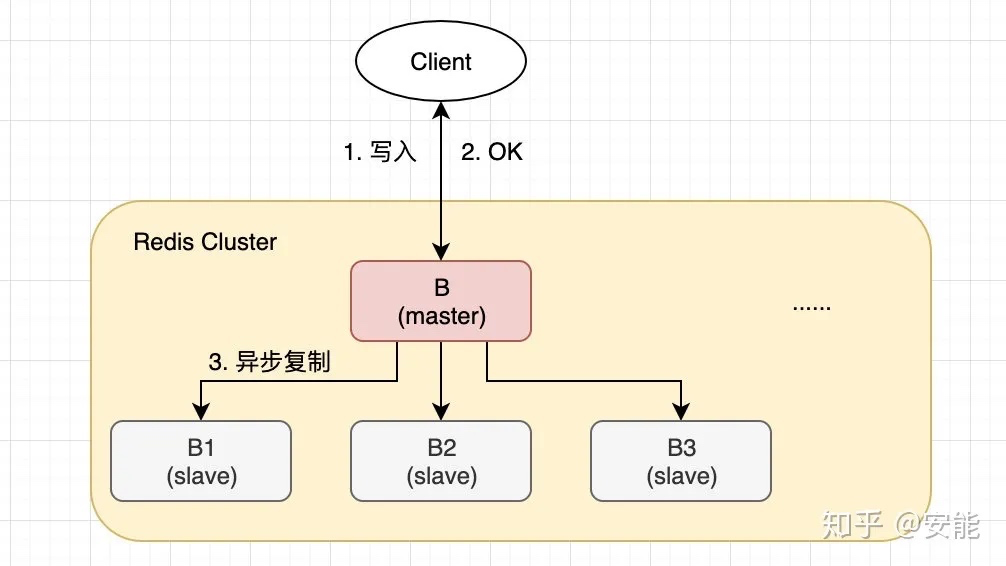 Client
1. 写入
2. OK
Redis Cluster
B
(master)
......
3. 异步复制
B1
(slave)
B2
(slave)
B3
(slave)
知乎 @安能